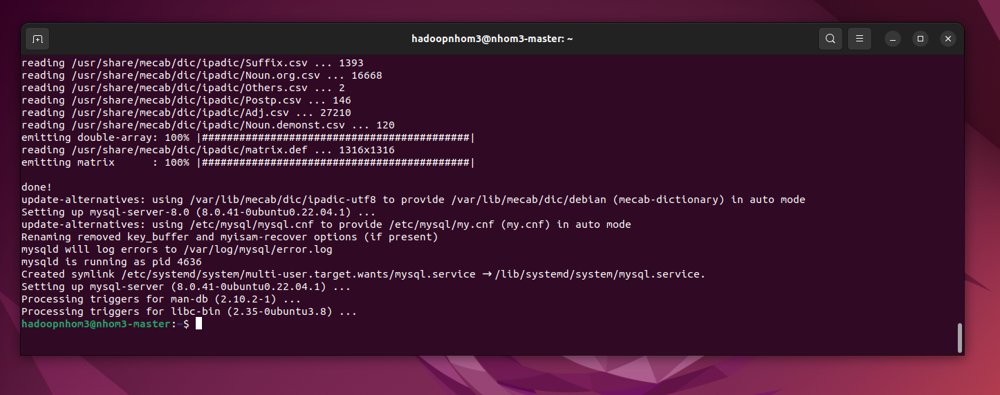 hadoopnhom3@nhom3-master: ~
reading /usr/share/mecab/dic/ipadic/Suffix.csv ... 1393
reading /usr/share/mecab/dic/ipadic/Noun.org.csv ... 16668
reading /usr/share/mecab/dic/ipadic/Others.csv ... 2
reading /usr/share/mecab/dic/ipadic/Postp.csv ... 146
reading /usr/share/mecab/dic/ipadic/Adj.csv ... 27210
reading /usr/share/mecab/dic/ipadic/Noun.demonst.csv ... 120
emitting double-array: 100% |###########################################|
reading /usr/share/mecab/dic/ipadic/matrix.def ... 1316x1316
emitting matrix      : 100% |###########################################|
done!
update-alternatives: using /var/lib/mecab/dic/ipadic-utf8 to provide /var/lib/mecab/dic/debian (mecab-dictionary) in auto mode
Setting up mysql-server-8.0 (8.0.41-0ubuntu0.22.04.1) ...
update-alternatives: using /etc/mysql/mysql.cnf to provide /etc/mysql/my.cnf (my.cnf) in auto mode
Renaming removed key_buffer and myisam-recover options (if present)
mysqld will log errors to /var/log/mysql/error.log
mysqld is running as pid 4636
Created symlink /etc/systemd/system/multi-user.target.wants/mysql.service → /lib/systemd/system/mysql.service.
Setting up mysql-server (8.0.41-0ubuntu0.22.04.1) ...
Processing triggers for man-db (2.10.2-1) ...
Processing triggers for libc-bin (2.35-0ubuntu3.8) ...
hadoopnhom3@nhom3-master:~$